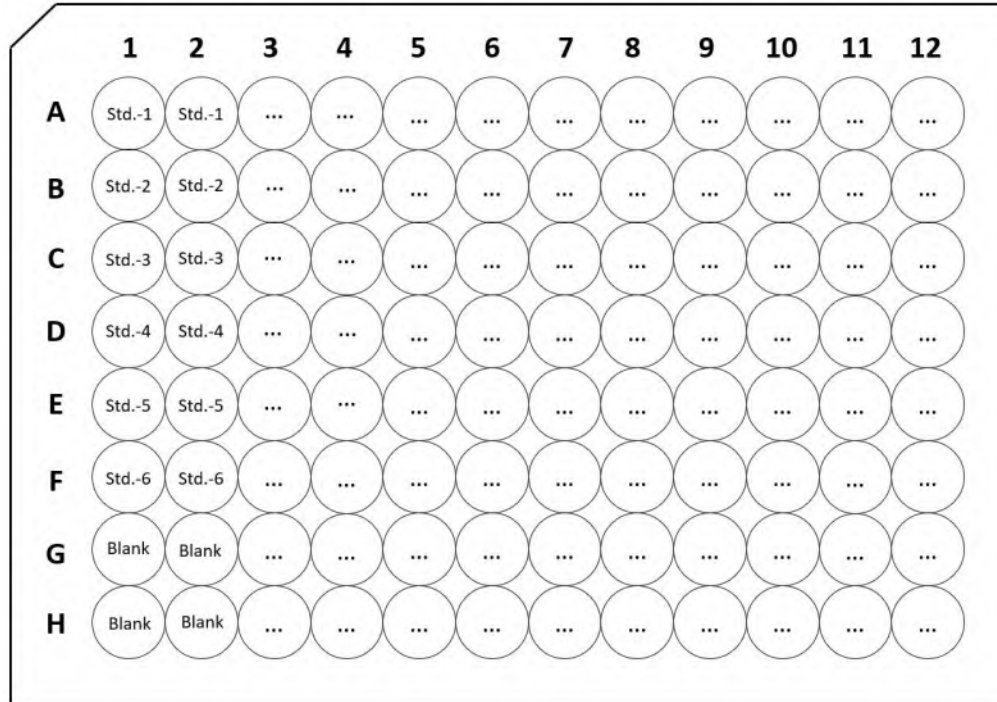 1 2 3 4 5 6 7 8 9 10 11 12
A Std.-1 Std.-1 ... ... ... ... ... ... ... ... ... ...
B Std.-2 Std.-2 ... ... ... ... ... ... ... ... ... ...
C Std.-3 Std.-3 ... ... ... ... ... ... ... ... ... ...
D Std.-4 Std.-4 ... ... ... ... ... ... ... ... ... ...
E Std.-5 Std.-5 ... ... ... ... ... ... ... ... ... ...
F Std.-6 Std.-6 ... ... ... ... ... ... ... ... ... ...
G Blank Blank ... ... ... ... ... ... ... ... ... ...
H Blank Blank ... ... ... ... ... ... ... ... ... ...